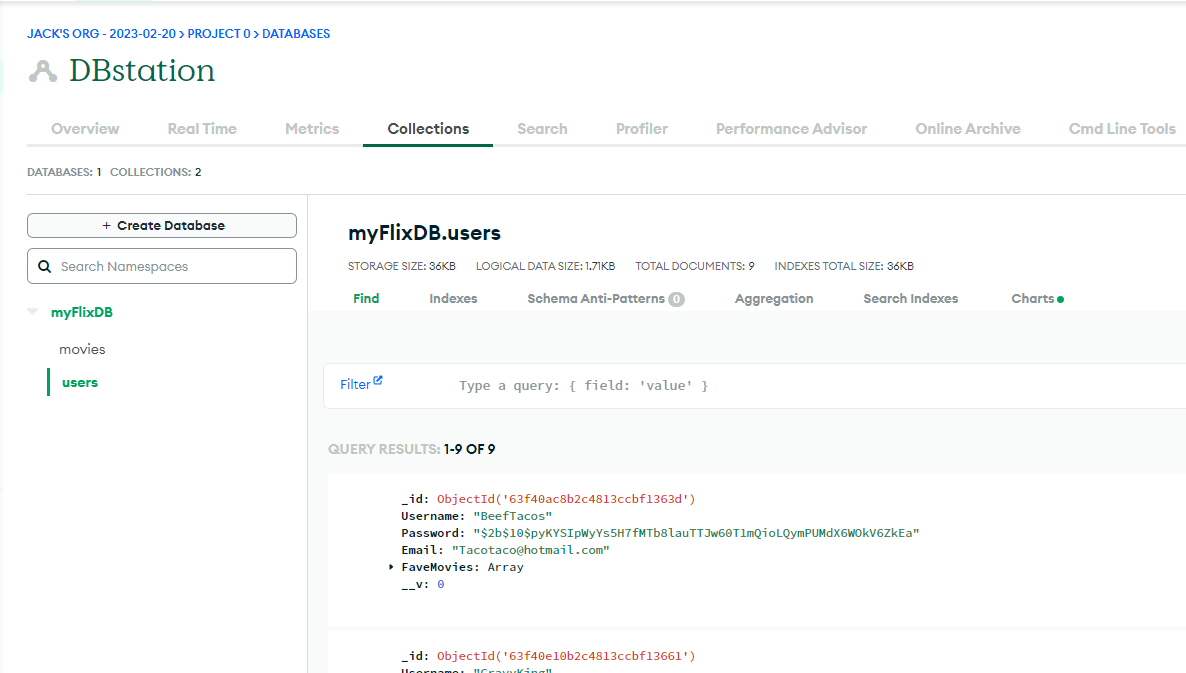 JACK'S ORG - 2023-02-20 > PROJECT 0 > DATABASES
DBstation
Overview Real Time Metrics Collections Search Profiler Performance Advisor Online Archive Cmd Line Tools
DATABASES: 1 COLLECTIONS: 2
+ Create Database
Search Namespaces
myFlixDB
movies
users
myFlixDB.users
STORAGE SIZE: 36KB LOGICAL DATA SIZE: 1.71KB TOTAL DOCUMENTS: 9 INDEXES TOTAL SIZE: 36KB
Find Indexes Schema Anti-Patterns 0 Aggregation Search Indexes Charts
Filter Type a query: { field: 'value' }
QUERY RESULTS: 1-9 OF 9
_id: ObjectId('63f40ac8b2c4813ccbf1363d')
Username: "BeefTacos"
Password: "$2b$10$pyKYSIpWyYs5H7fMTb8lauTTJw60T1mQioLQymPUMdX6WOkV6ZkEa"
Email: "Tacotaco@hotmail.com"
FaveMovies: Array
__v: 0
_id: ObjectId('63f40e10b2c4813ccbf13661')
Username: "GravyKing"